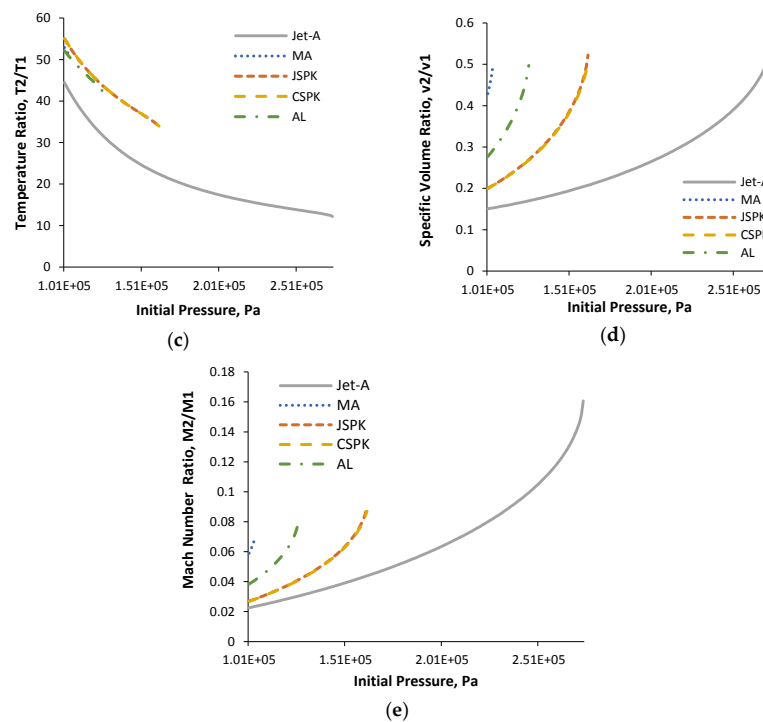 60
50
40
30
20
10
0
Temperature Ratio, T2/T1
Jet-A
MA
JSPK
CSPK
AL
1.01E+05 1.51E+05 2.01E+05 2.51E+05
Initial Pressure, Pa
(c)
0.6
0.5
0.4
0.3
0.2
0.1
0
Specific Volume Ratio, v2/v1
Jet-A
MA
JSPK
CSPK
AL
1.01E+05 1.51E+05 2.01E+05 2.51E+05
Initial Pressure, Pa
(d)
0.18
0.16
0.14
0.12
0.1
0.08
0.06
0.04
0.02
0
Mach Number Ratio, M2/M1
Jet-A
MA
JSPK
CSPK
AL
1.01E+05 1.51E+05 2.01E+05 2.51E+05
Initial Pressure, Pa
(e)